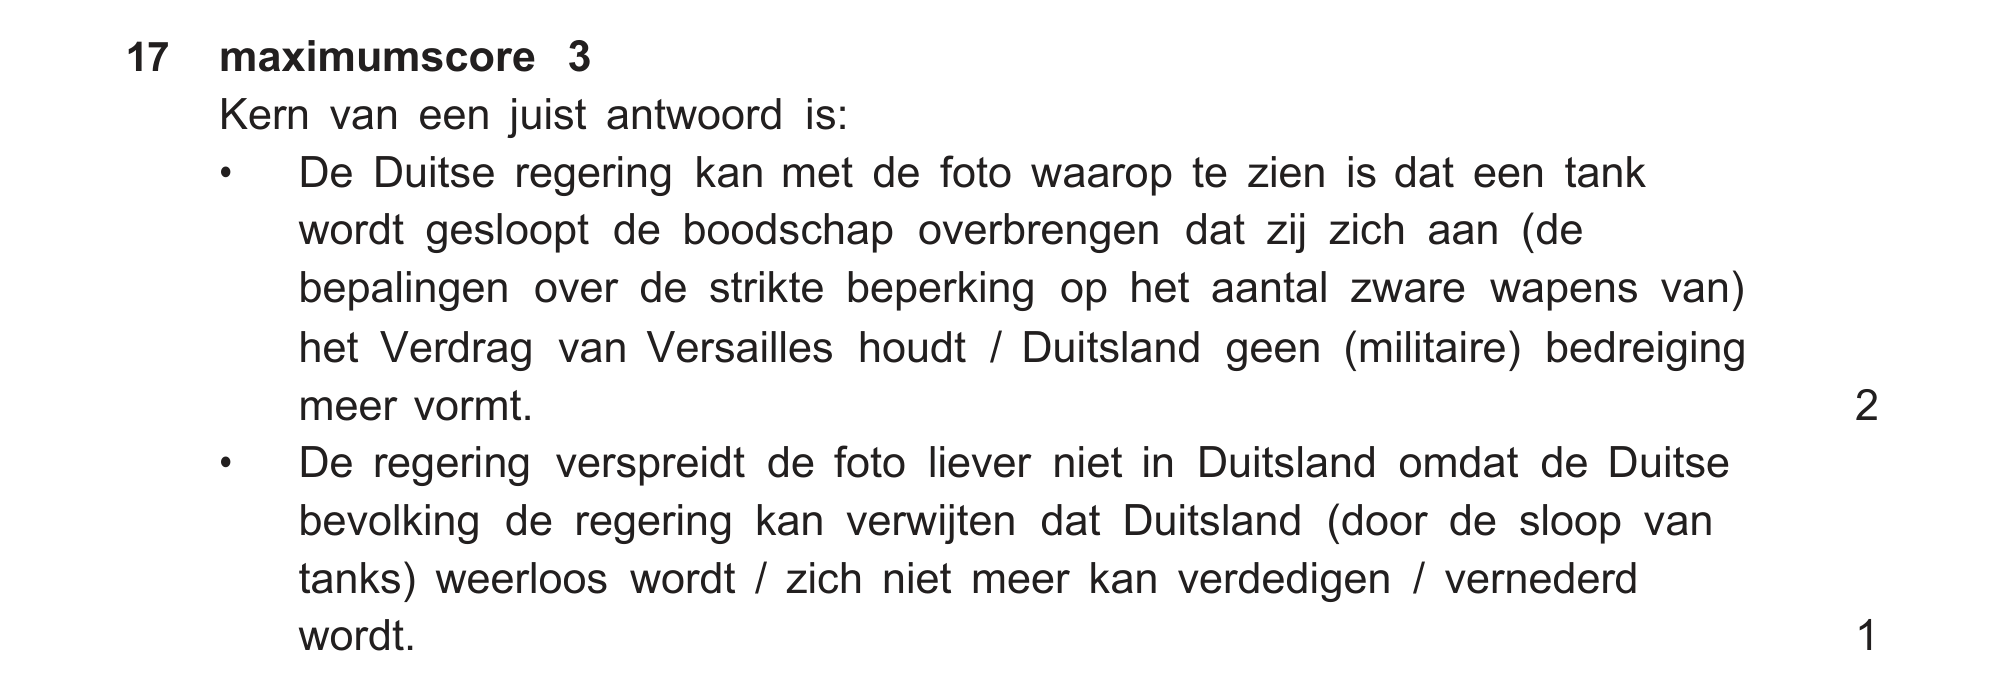 17 maximumscore 3
Kern van een juist antwoord is:
• De Duitse regering kan met de foto waarop te zien is dat een tank
wordt gesloopt de boodschap overbrengen dat zij zich aan (de
bepalingen over de strikte beperking op het aantal zware wapens van)
het Verdrag van Versailles houdt / Duitsland geen (militaire) bedreiging
meer vormt. 2
• De regering verspreidt de foto liever niet in Duitsland omdat de Duitse
bevolking de regering kan verwijten dat Duitsland (door de sloop van
tanks) weerloos wordt / zich niet meer kan verdedigen / vernederd
wordt. 1